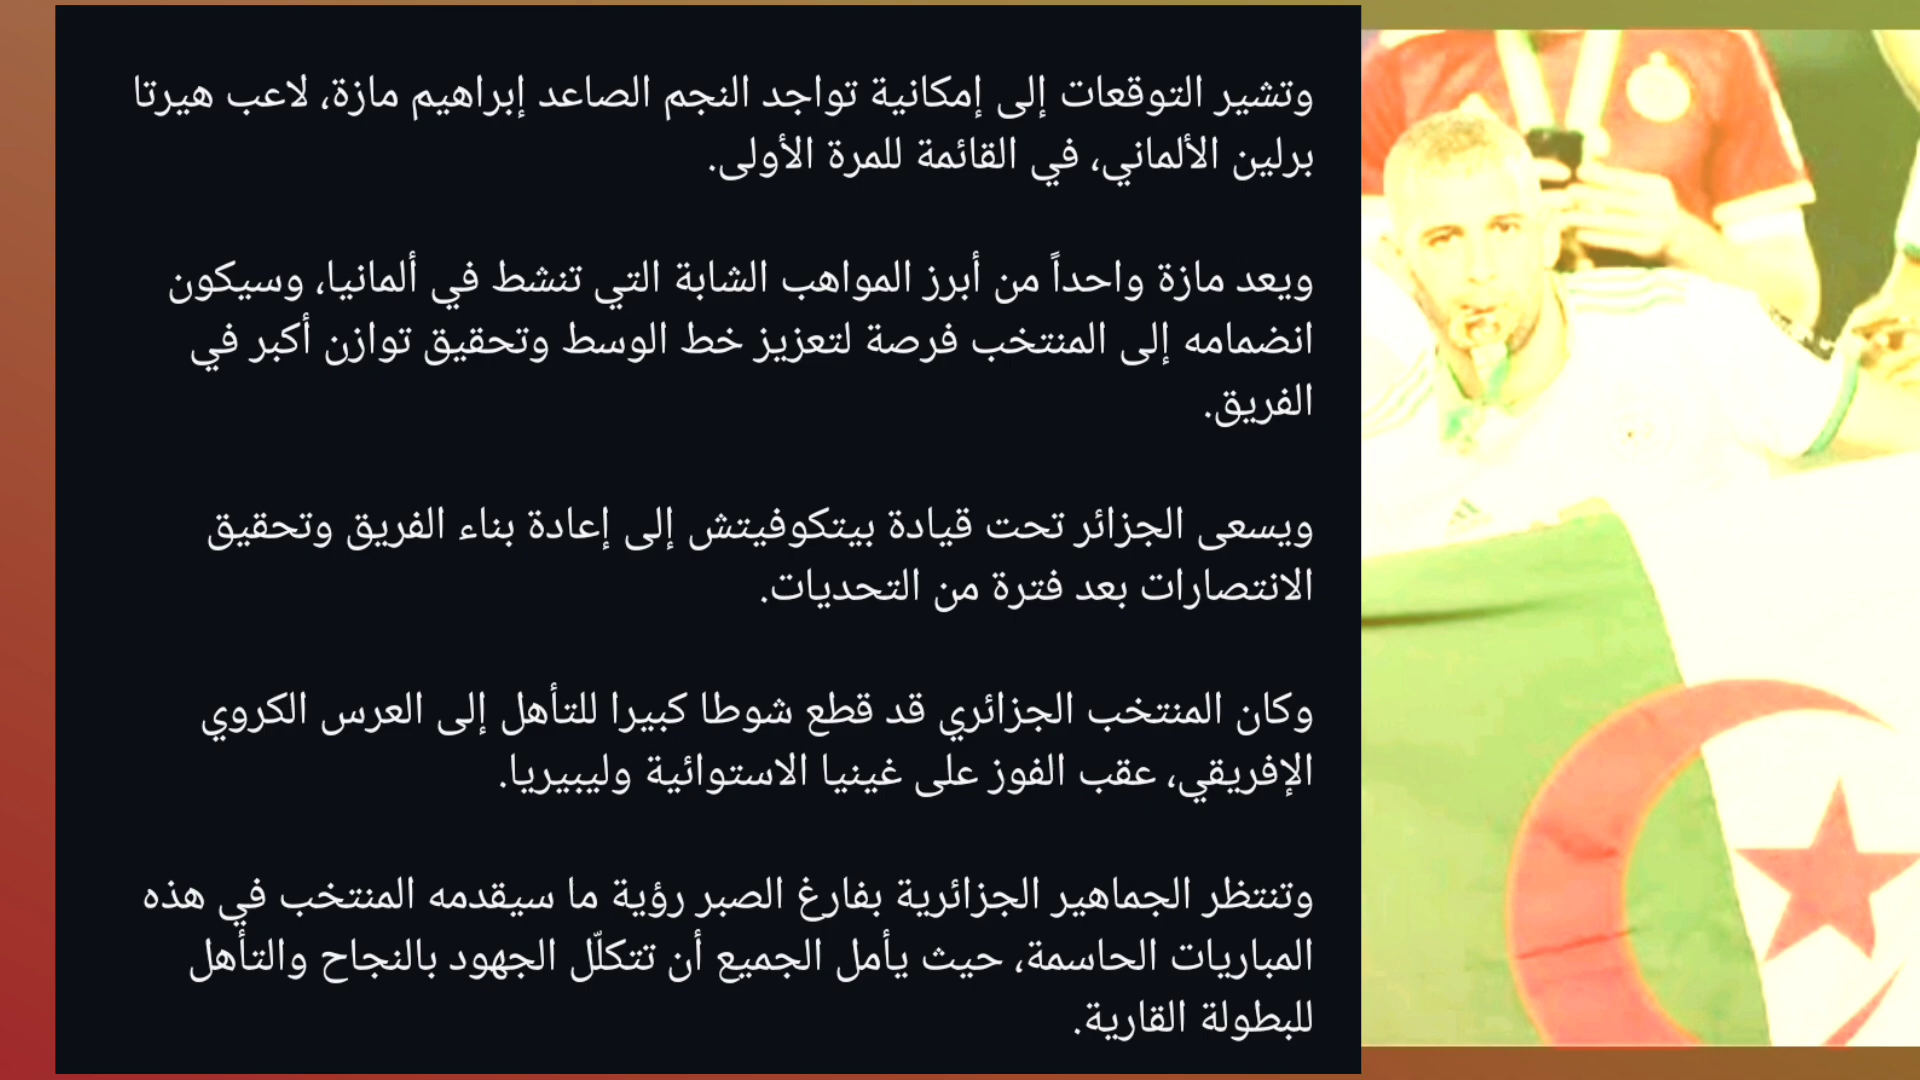 وتشير التوقعات إلى إمكانية تواجد النجم الصاعد إبراهيم مازة، لاعب هيرتا
برلين الألماني، في القائمة للمرة الأولى.
ويعد مازة واحداً من أبرز المواهب الشابة التي تنشط في ألمانيا، وسيكون
انضمامه إلى المنتخب فرصة لتعزيز خط الوسط وتحقيق توازن أكبر في
الفريق.
ويسعى الجزائر تحت قيادة بيتكوفيتش إلى إعادة بناء الفريق وتحقيق
الانتصارات بعد فترة من التحديات.
وكان المنتخب الجزائري قد قطع شوطا كبيرا للتأهل إلى العرس الكروي
الإفريقي، عقب الفوز على غينيا الاستوائية وليبيريا.
وتنتظر الجماهير الجزائرية بفارغ الصبر رؤية ما سيقدمه المنتخب في هذه
المباريات الحاسمة، حيث يأمل الجميع أن تتكلّل الجهود بالنجاح والتأهل
للبطولة القارية.